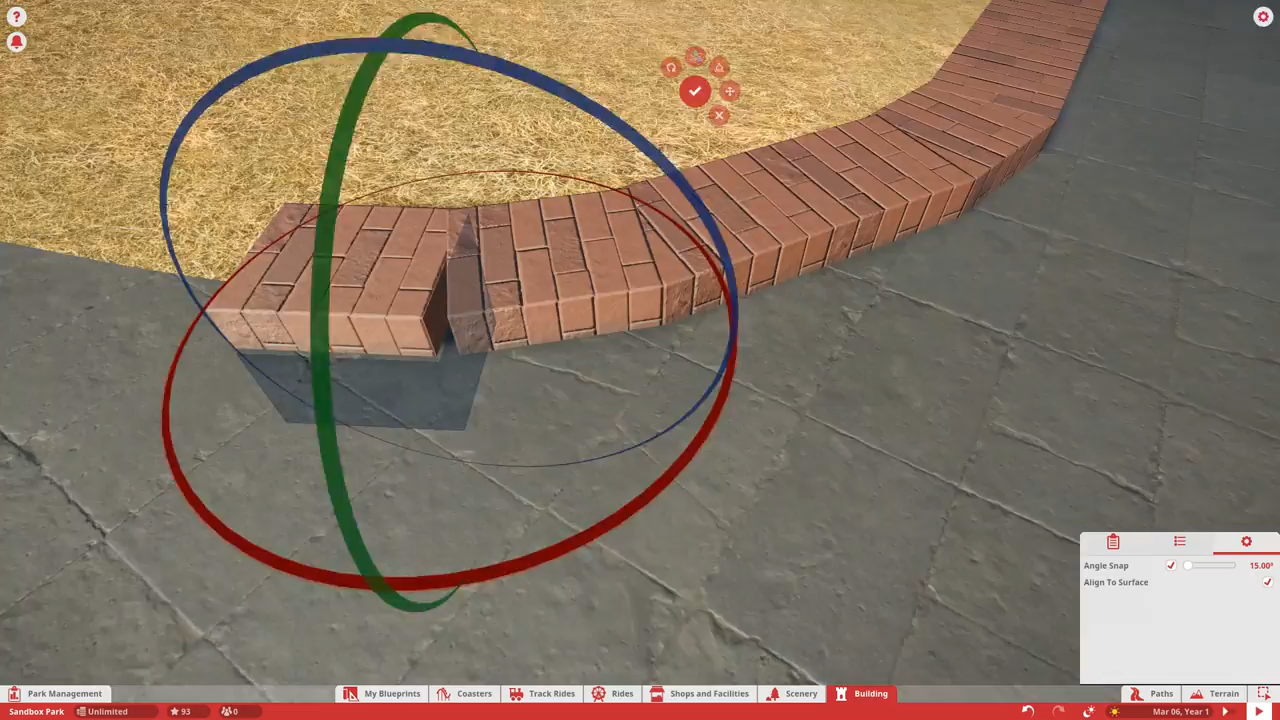 ?
Angle Snap 15.00°
Align To Surface
Park Management My Blueprints Coasters Track Rides Rides Shops and Facilities Scenery Building Paths Terrain
Sandbox Park Unlimited 93 0 Mar 06, Year 1